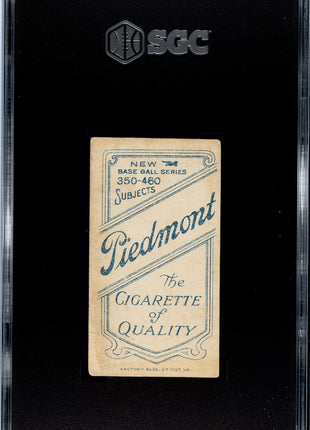 SGC
NEW
BASE BALL SERIES
350-460
SUBJECTS
Piedmont
The
CIGARETTE
of
QUALITY
FACTORY No 25, 2ND DIST. VA.